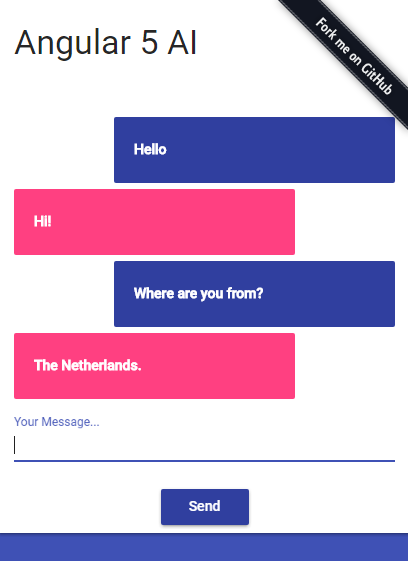 Angular 5 AI
Fork me on GitHub
Hello
Hi!
Where are you from?
The Netherlands.
Your Message...
Send